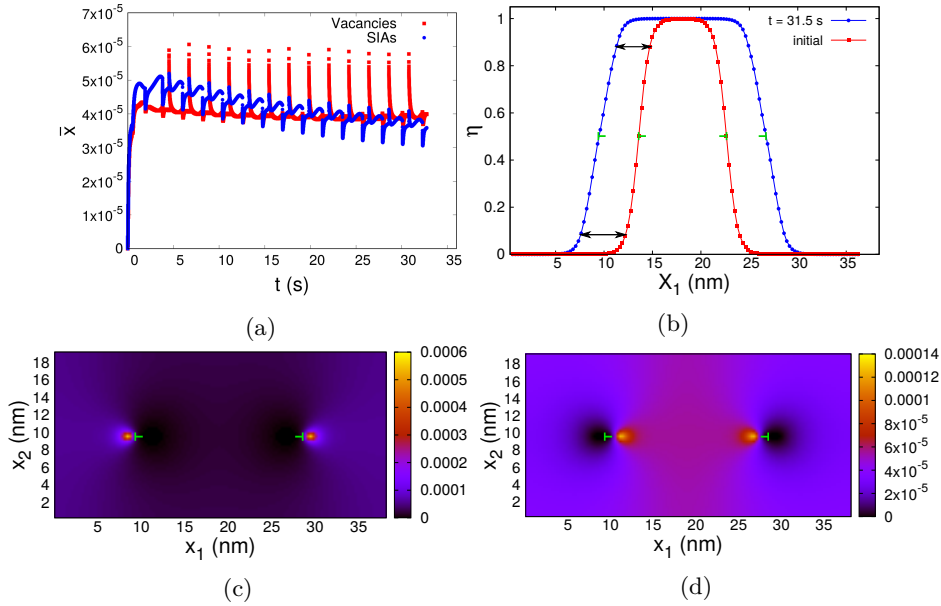 7x10-5
6x10-5
5x10-5
4x10-5
3x10-5
2x10-5
1x10-5
0
x̅
0 5 10 15 20 25 30 35
t (s)
Vacancies
SIAs
(a)
1
0.8
0.6
0.4
0.2
0
η
5 10 15 20 25 30 35
X1 (nm)
t = 31.5 s
initial
(b)
18
16
14
12
10
8
6
4
2
x2 (nm)
5 10 15 20 25 30 35
x1 (nm)
0.0006
0.0005
0.0004
0.0003
0.0002
0.0001
0
(c)
18
16
14
12
10
8
6
4
2
x2 (nm)
5 10 15 20 25 30 35
x1 (nm)
0.00014
0.00012
0.0001
8x10-5
6x10-5
4x10-5
2x10-5
0
(d)